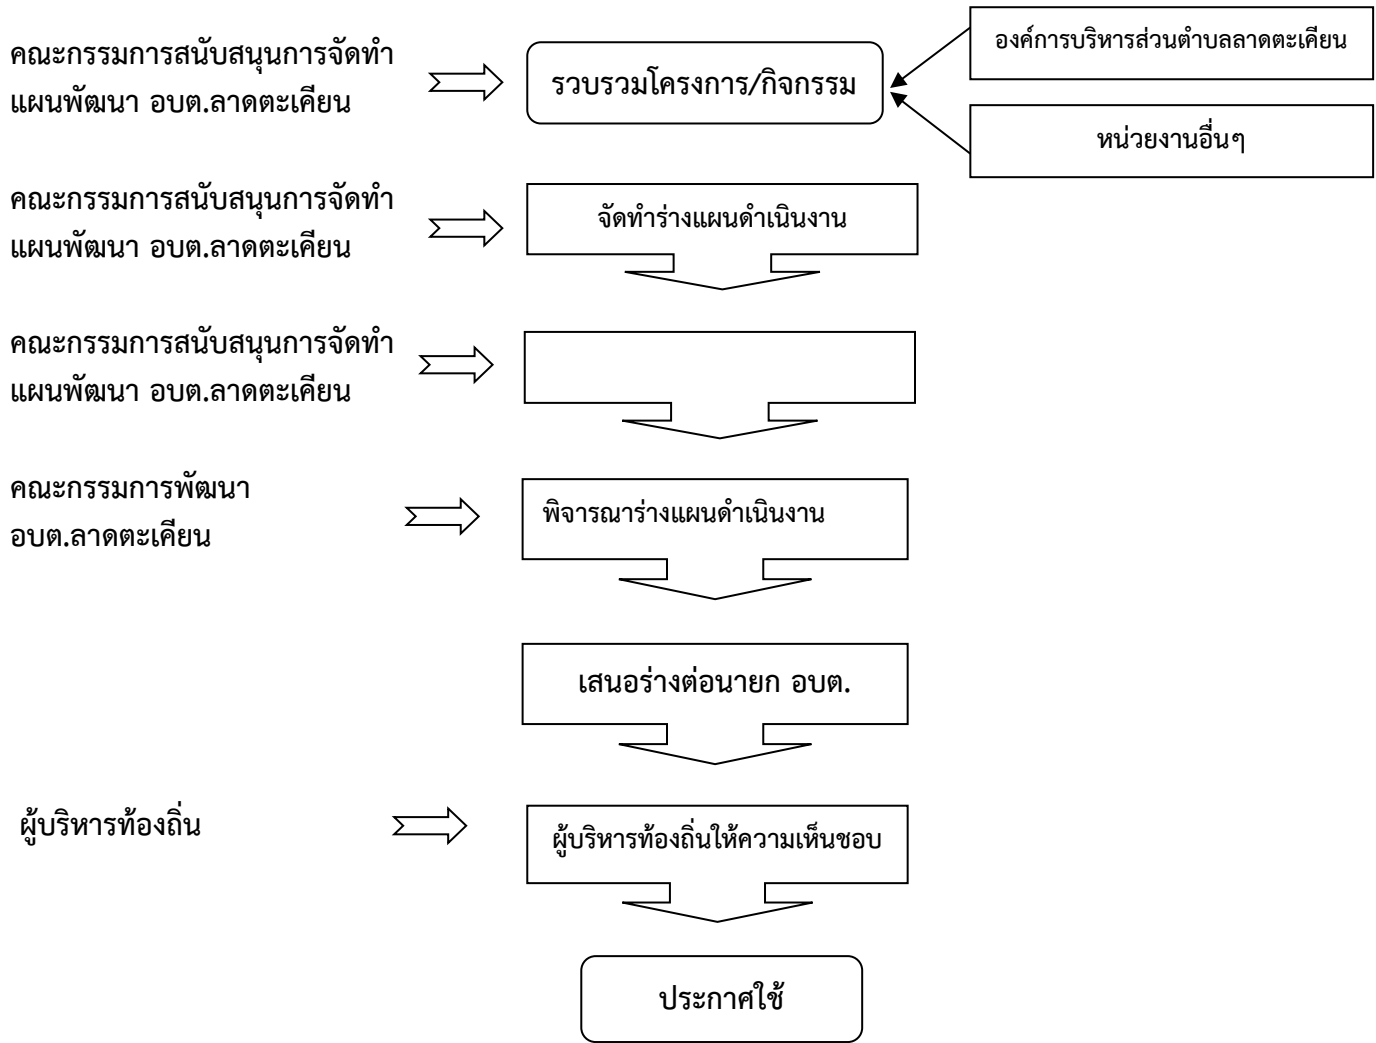 คณะกรรมการสนับสนุนการจัดทำ
แผนพัฒนา อบต.ลาดตะเคียน
รวบรวมโครงการ/กิจกรรม
องค์การบริหารส่วนตำบลลาดตะเคียน
หน่วยงานอื่นๆ
คณะกรรมการสนับสนุนการจัดทำ
แผนพัฒนา อบต.ลาดตะเคียน
จัดทำร่างแผนดำเนินงาน
คณะกรรมการสนับสนุนการจัดทำ
แผนพัฒนา อบต.ลาดตะเคียน
คณะกรรมการพัฒนา
อบต.ลาดตะเคียน
พิจารณาร่างแผนดำเนินงาน
เสนอร่างต่อนายก อบต.
ผู้บริหารท้องถิ่น
ผู้บริหารท้องถิ่นให้ความเห็นชอบ
ประกาศใช้